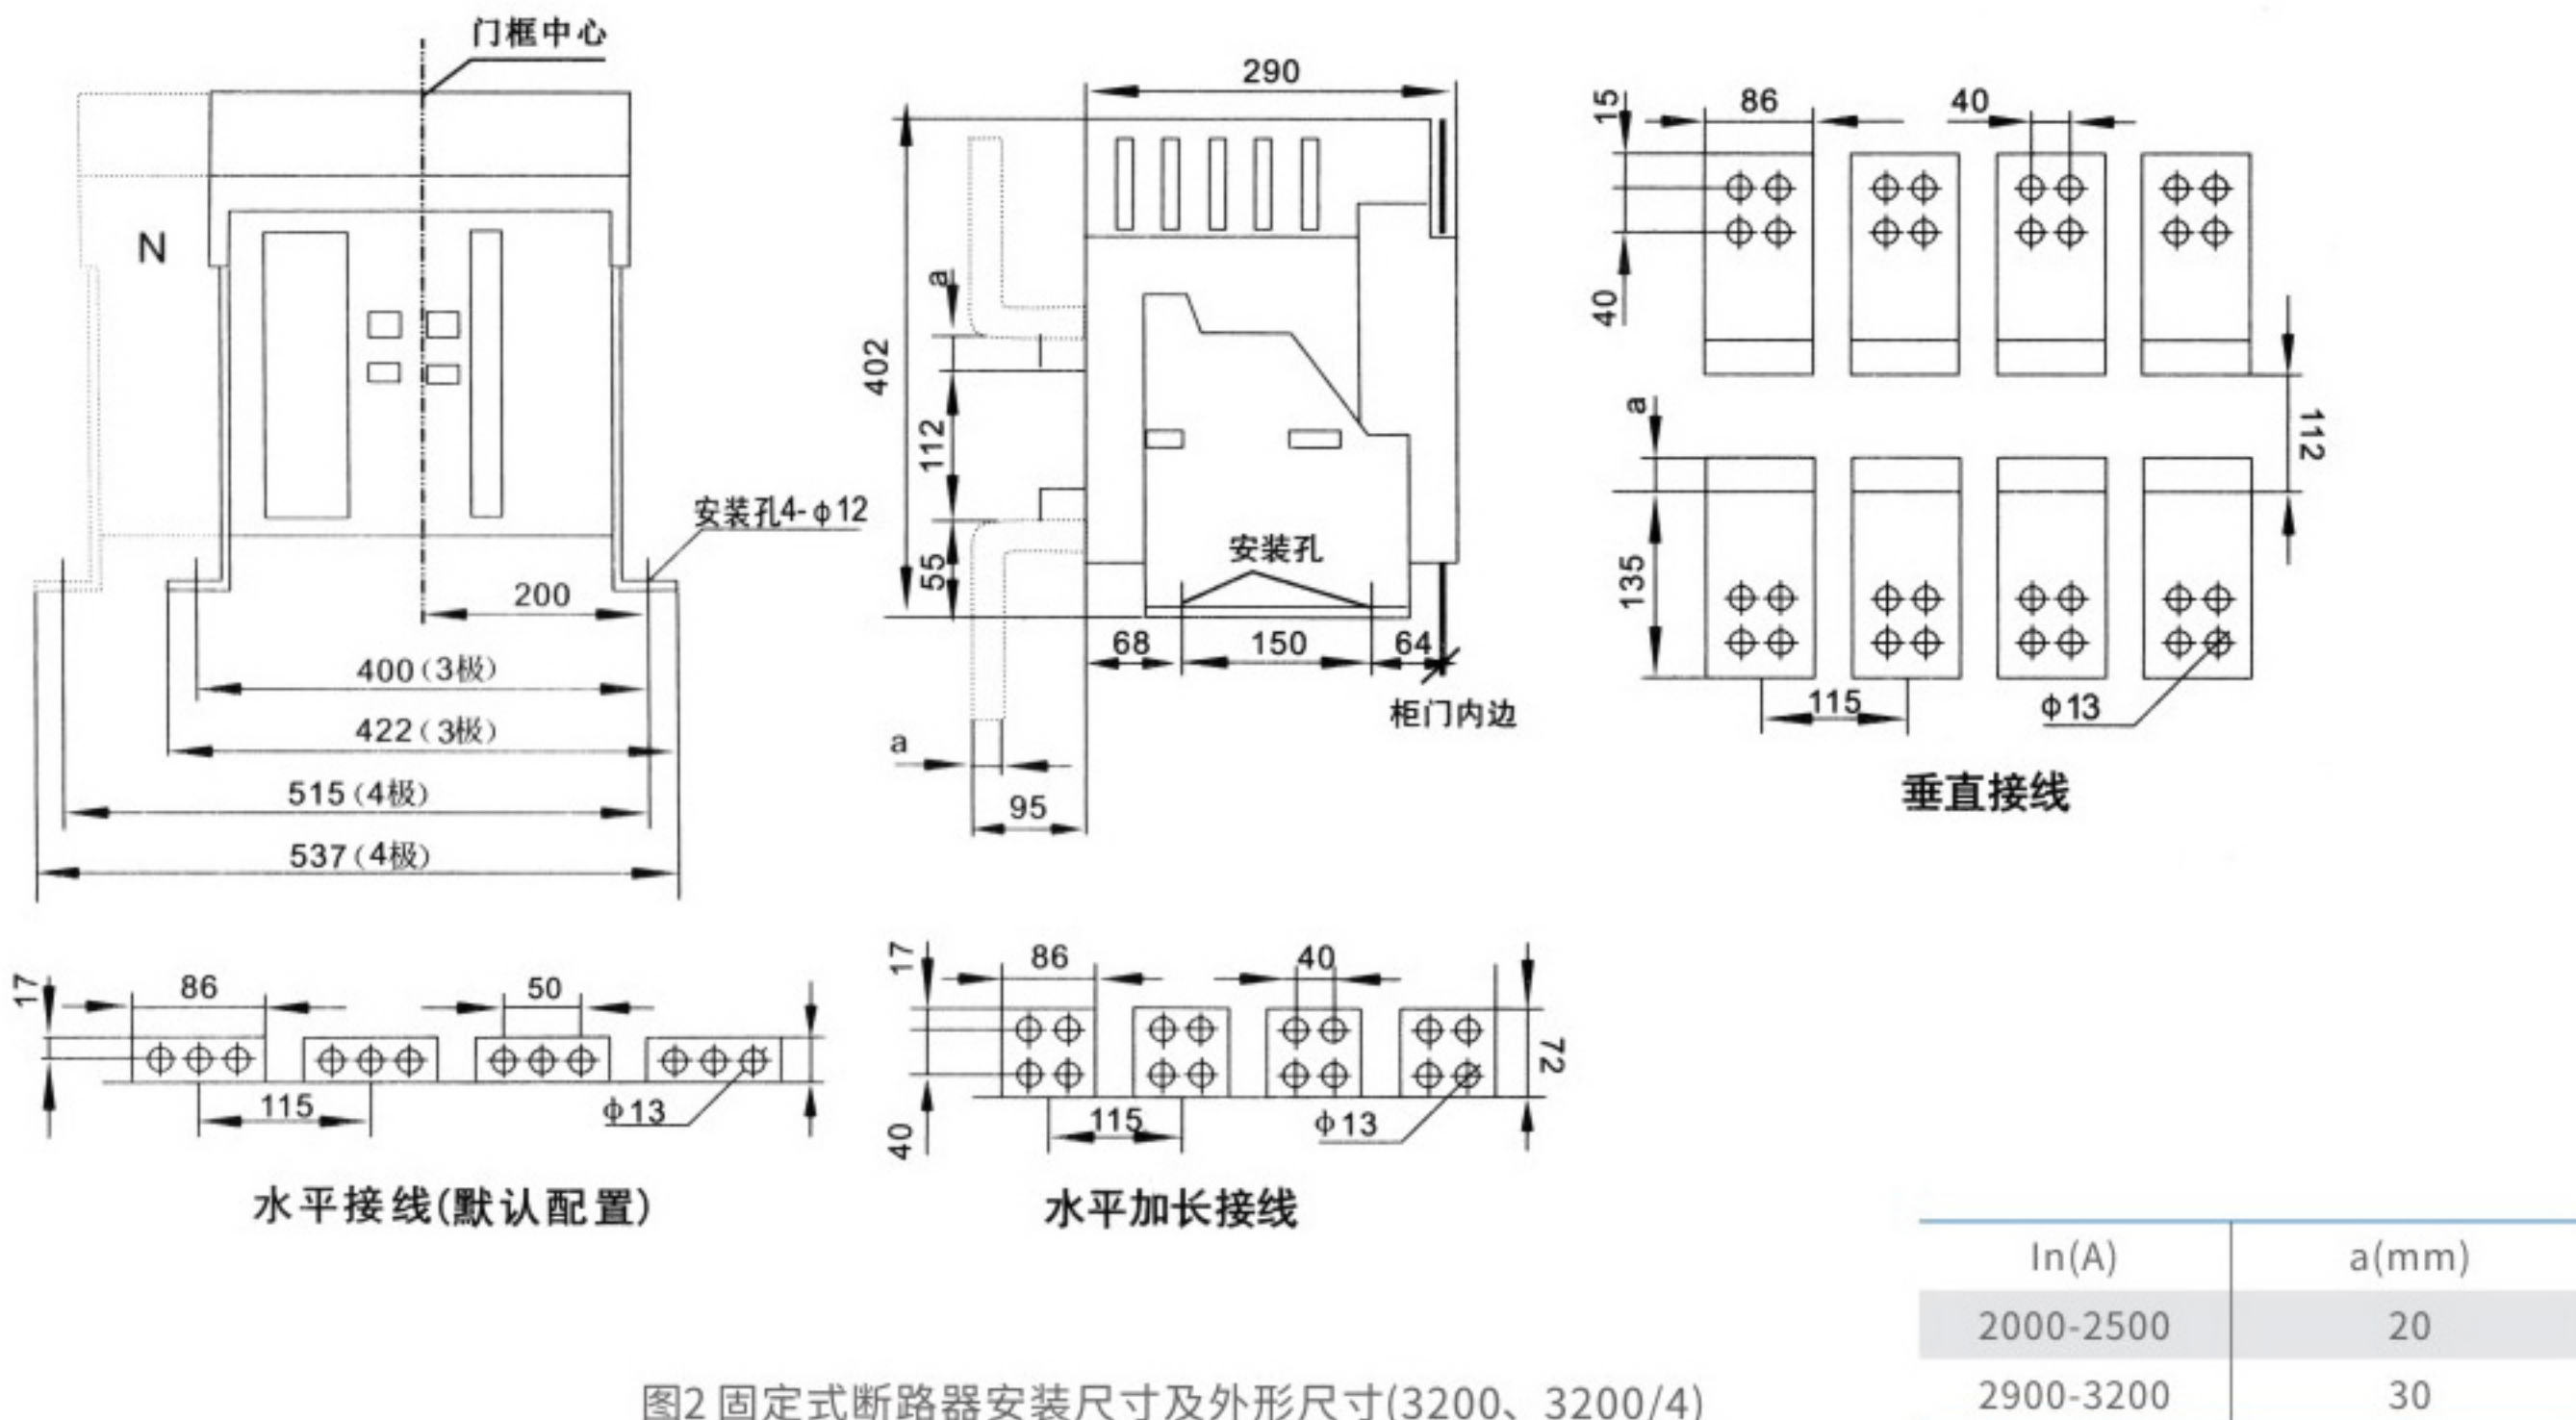 门框中心
N
安装孔4-ф12
200
400(3极)
422(3极)
515(4极)
537(4极)
290
402
a
112
55
安装孔
68
150
64
柜门内边
a
95
15
86
40
40
a
112
135
115
ф13
垂直接线
17
86
50
115
ф13
水平接线(默认配置)
17
86
40
72
40
115
ф13
水平加长接线
In(A) a(mm)
2000-2500 20
2900-3200 30
图2 固定式断路器安装尺寸及外形尺寸(3200、3200/4)